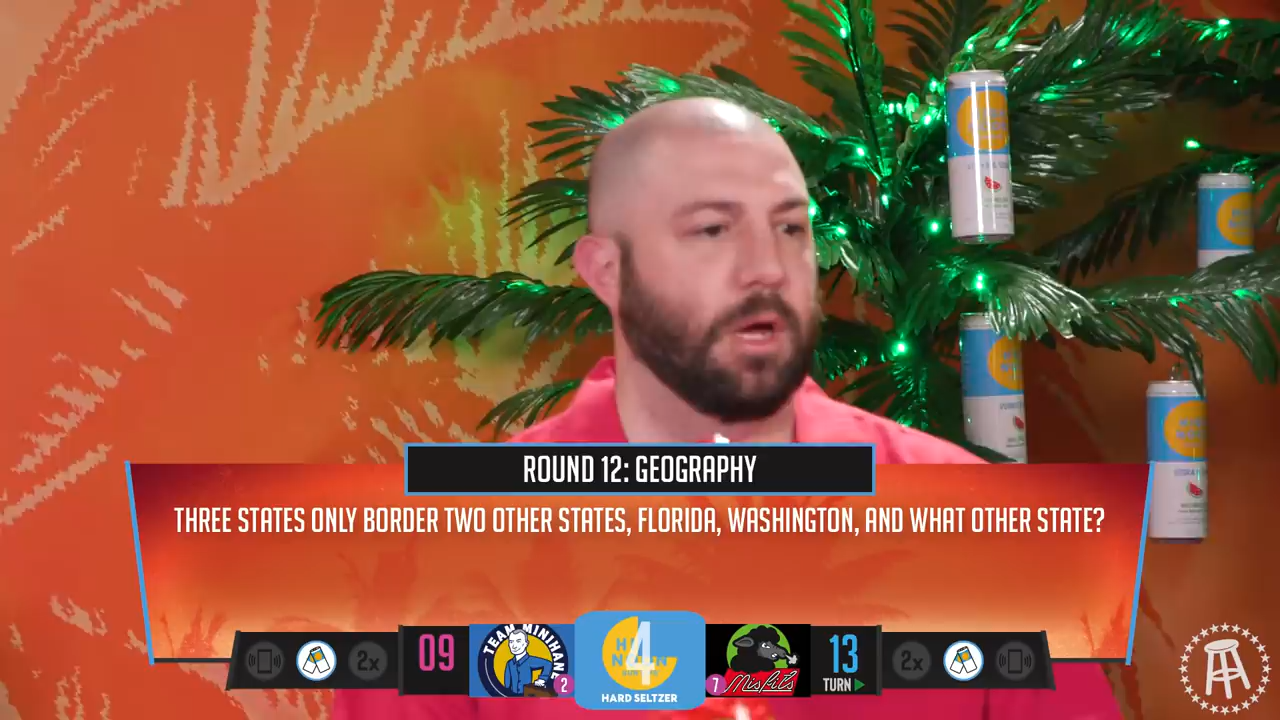 ROUND 12: GEOGRAPHY
THREE STATES ONLY BORDER TWO OTHER STATES, FLORIDA, WASHINGTON, AND WHAT OTHER STATE?
2x
09
TEAM MINIHANE
2
4
HARD SELTZER
7
Misfits
13
TURN
2x